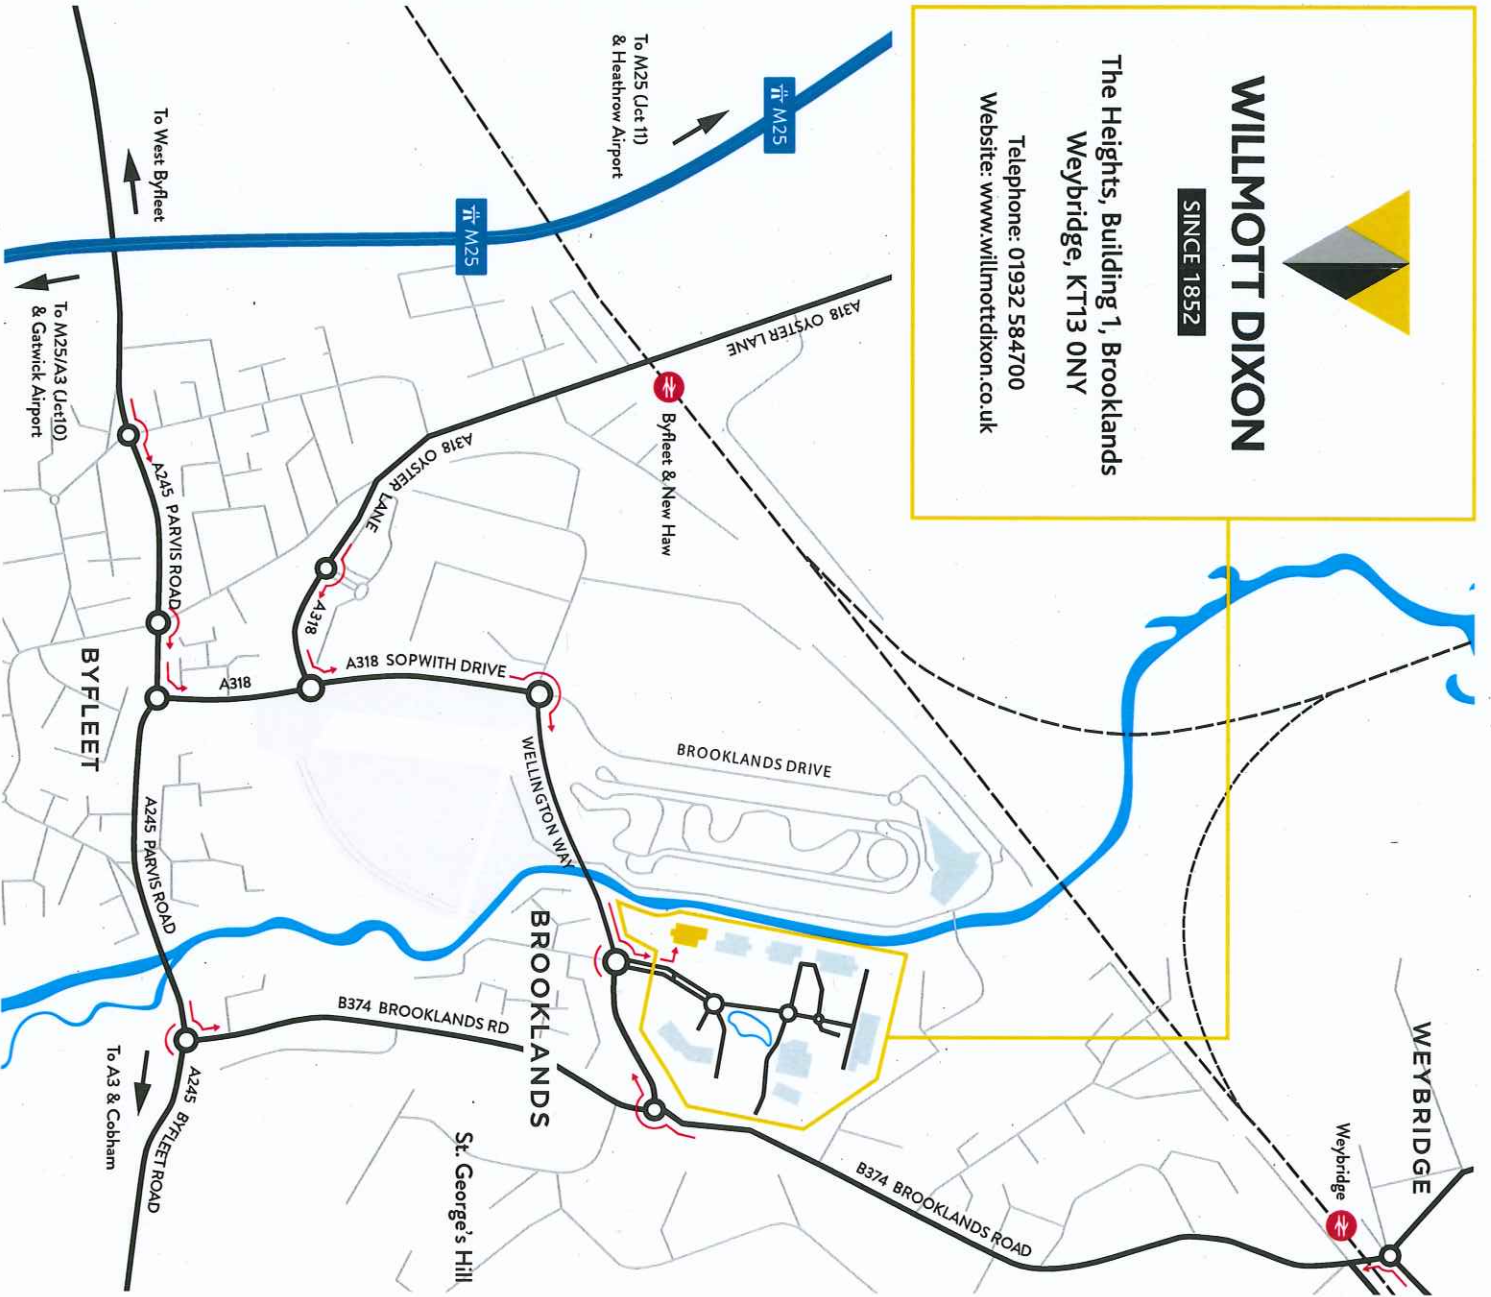 WILLMOTT DIXON
SINCE 1852
The Heights, Building 1, Brooklands
Weybridge, KT13 0NY
Telephone: 01932 584700
Website: www.willmottdixon.co.uk
M25
To M25 (Jct 11)
& Heathrow Airport
M25
To West Byfleet
To M25/A3 (Jct10)
& Gatwick Airport
A318 OYSTER LANE
Byfleet & New Haw
A318 OYSTER LANE
A318
A245 PARVIS ROAD
A318 SOPWITH DRIVE
A318
BYFLEET
BROOKLANDS DRIVE
WELLINGTON WAY
A245 PARVIS ROAD
BROOKLANDS
B374 BROOKLANDS RD
A245 BYFLEET ROAD
To A3 & Cobham
St. George's Hill
B374 BROOKLANDS ROAD
WEYBRIDGE
Weybridge